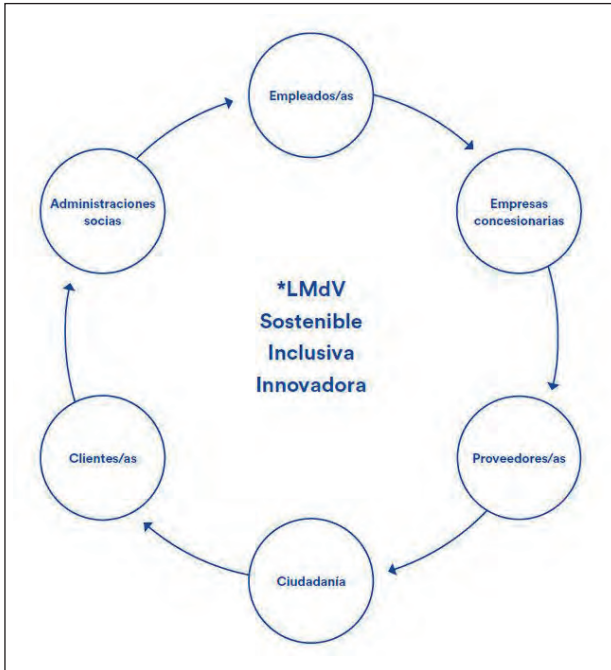 Empleados/as
Empresas
concesionarias
Proveedores/as
Ciudadanía
Clientes/as
Administraciones
socias
*LMdV
Sostenible
Inclusiva
Innovadora